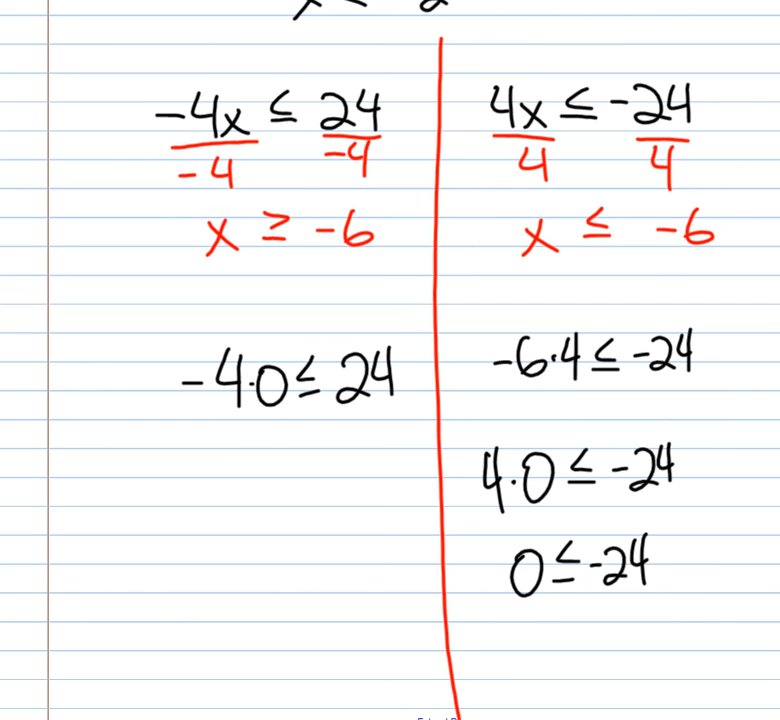 -4x ≤ 24
-4 -4
x ≥ -6
-4·0 ≤ 24
4x ≤ -24
4 4
x ≤ -6
-6·4 ≤ -24
4·0 ≤ -24
0 ≤ -24